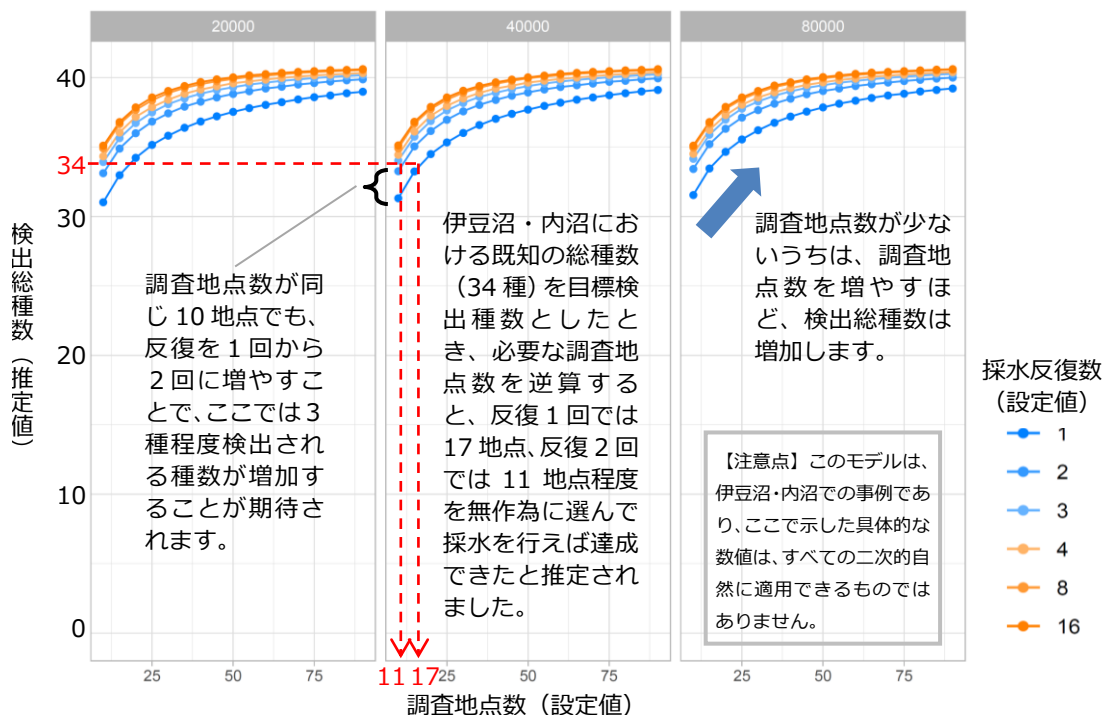 20000
40000
80000
40
34
30
20
10
0
検出総種数（推定値）
調査地点数が同
じ 10 地点でも、
反復を１回から
２回に増やすこ
とで、ここでは３
種程度検出され
る種数が増加す
ることが期待さ
れます。
伊豆沼・内沼にお
ける既知の総種数
（34 種）を目標検
出種数としたと
き、必要な調査地
点数を逆算する
と、反復１回では
17 地点、反復２回
では 11 地点程度
を無作為に選んで
採水を行えば達成
できたと推定され
ました。
調査地点数が少な
いうちは、調査地
点数を増やすほ
ど、検出総種数は
増加します。
【注意点】このモデルは、
伊豆沼・内沼での事例であ
り、ここで示した具体的な
数値は、すべての二次的自
然に適用できるものでは
ありません。
採水反復数
（設定値）
1
2
3
4
8
16
25
50
75
11
17
25
50
75
25
50
75
調査地点数（設定値）